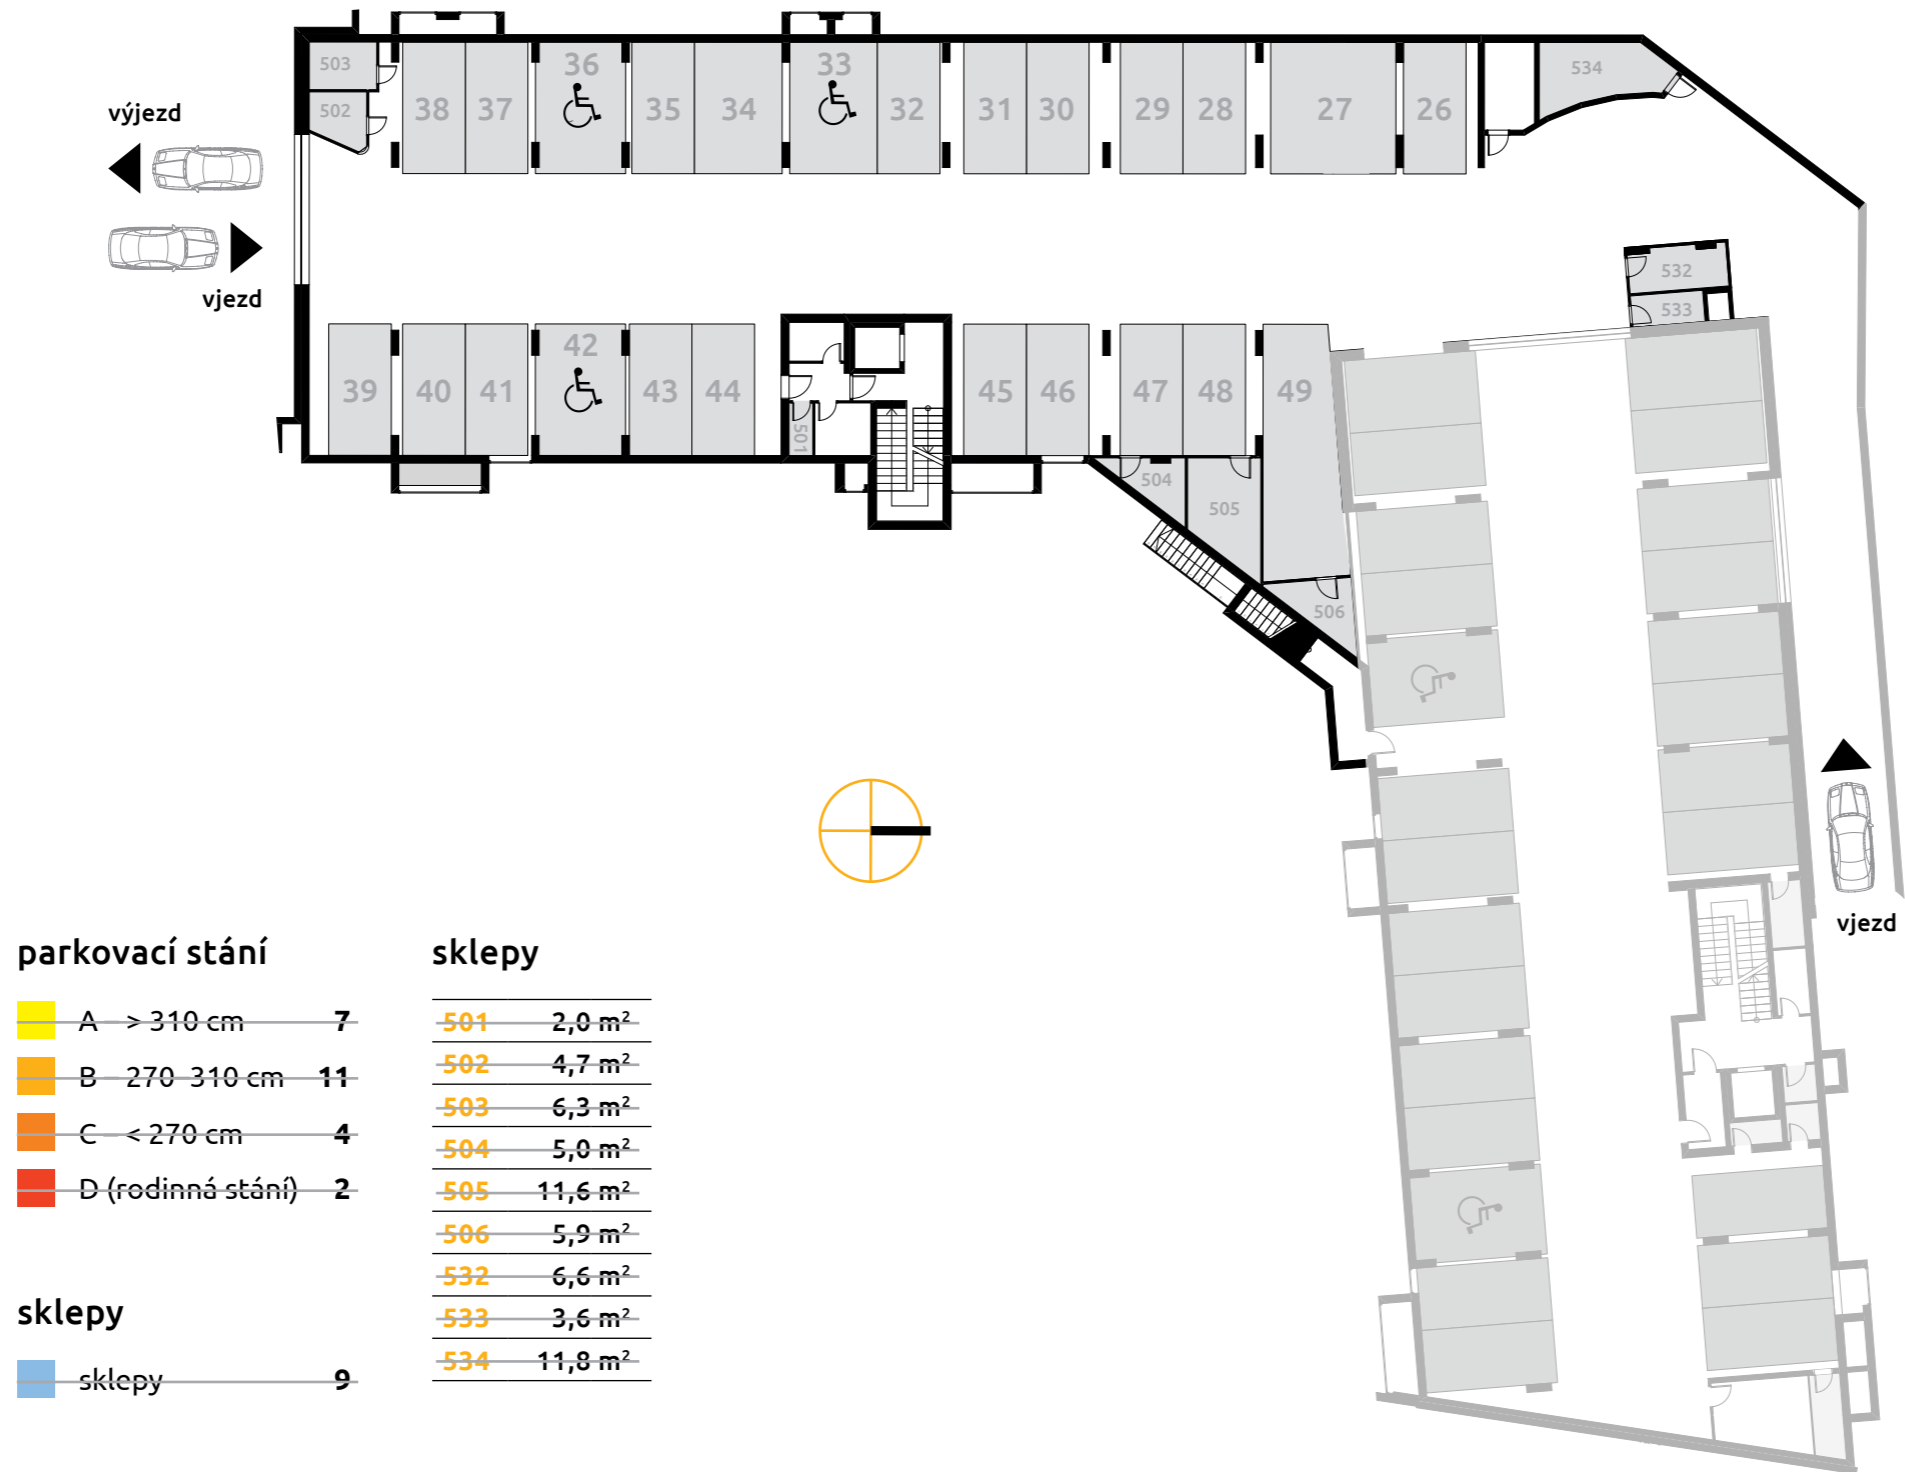 503
502
38
37
36
35
34
33
32
31
30
29
28
27
26
534
výjezd
vjezd
532
533
39
40
41
42
43
44
501
45
46
47
48
49
504
505
506
vjezd
parkovací stání
A – > 310 cm 7
B – 270–310 cm 11
C – < 270 cm 4
D (rodinná stání) 2
sklepy
sklepy 9
sklepy
501 2,0 m²
502 4,7 m²
503 6,3 m²
504 5,0 m²
505 11,6 m²
506 5,9 m²
532 6,6 m²
533 3,6 m²
534 11,8 m²